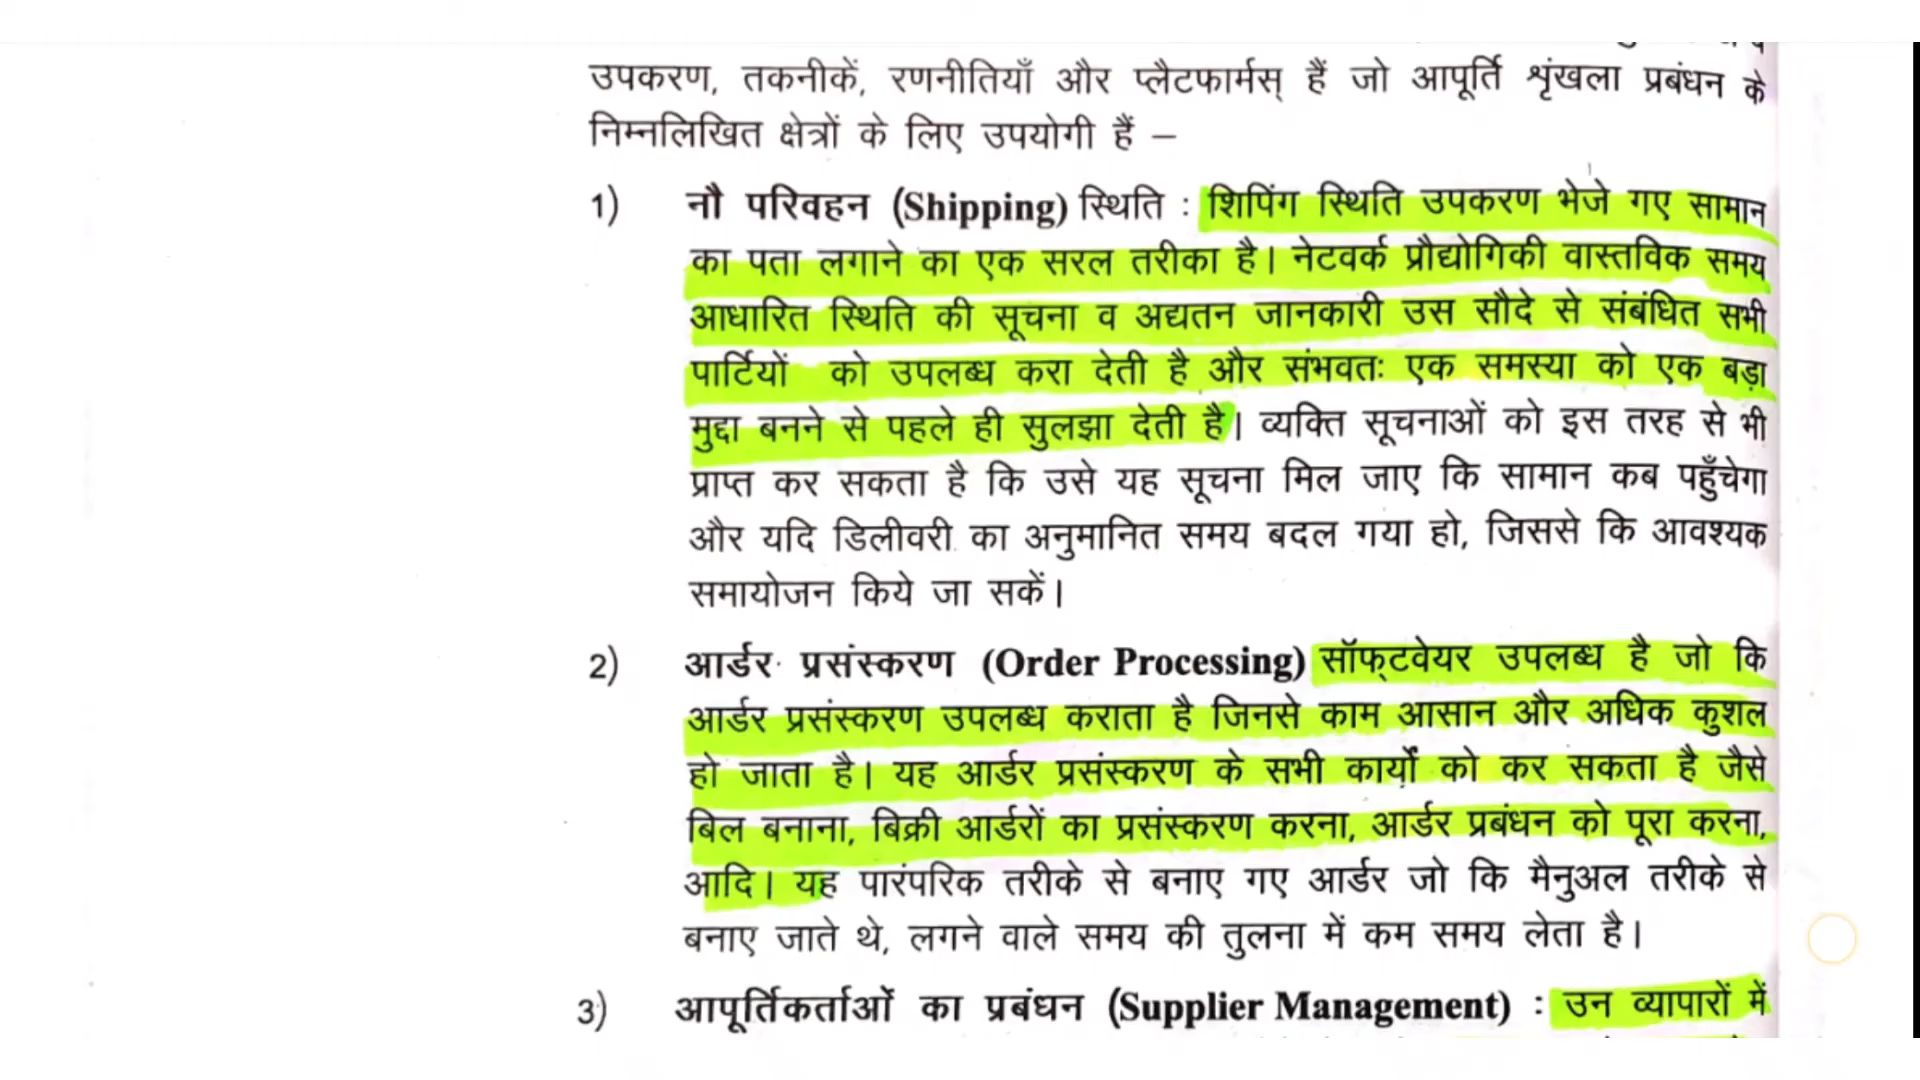 उपकरण, तकनीकें, रणनीतियाँ और प्लैटफार्मस् हैं जो आपूर्ति शृंखला प्रबंधन के
निम्नलिखित क्षेत्रों के लिए उपयोगी हैं –
1) नौ परिवहन (Shipping) स्थिति : शिपिंग स्थिति उपकरण भेजे गए सामान
का पता लगाने का एक सरल तरीका है। नेटवर्क प्रौद्योगिकी वास्तविक समय
आधारित स्थिति की सूचना व अद्यतन जानकारी उस सौदे से संबंधित सभी
पार्टियों को उपलब्ध करा देती है और संभवतः एक समस्या को एक बड़ा
मुद्दा बनने से पहले ही सुलझा देती है। व्यक्ति सूचनाओं को इस तरह से भी
प्राप्त कर सकता है कि उसे यह सूचना मिल जाए कि सामान कब पहुँचेगा
और यदि डिलीवरी का अनुमानित समय बदल गया हो, जिससे कि आवश्यक
समायोजन किये जा सकें।
2) आर्डर प्रसंस्करण (Order Processing) सॉफ्टवेयर उपलब्ध है जो कि
आर्डर प्रसंस्करण उपलब्ध कराता है जिनसे काम आसान और अधिक कुशल
हो जाता है। यह आर्डर प्रसंस्करण के सभी कार्यों को कर सकता है जैसे
बिल बनाना, बिक्री आर्डरों का प्रसंस्करण करना, आर्डर प्रबंधन को पूरा करना,
आदि। यह पारंपरिक तरीके से बनाए गए आर्डर जो कि मैनुअल तरीके से
बनाए जाते थे, लगने वाले समय की तुलना में कम समय लेता है।
3) आपूर्तिकर्ताओं का प्रबंधन (Supplier Management) : उन व्यापारों में